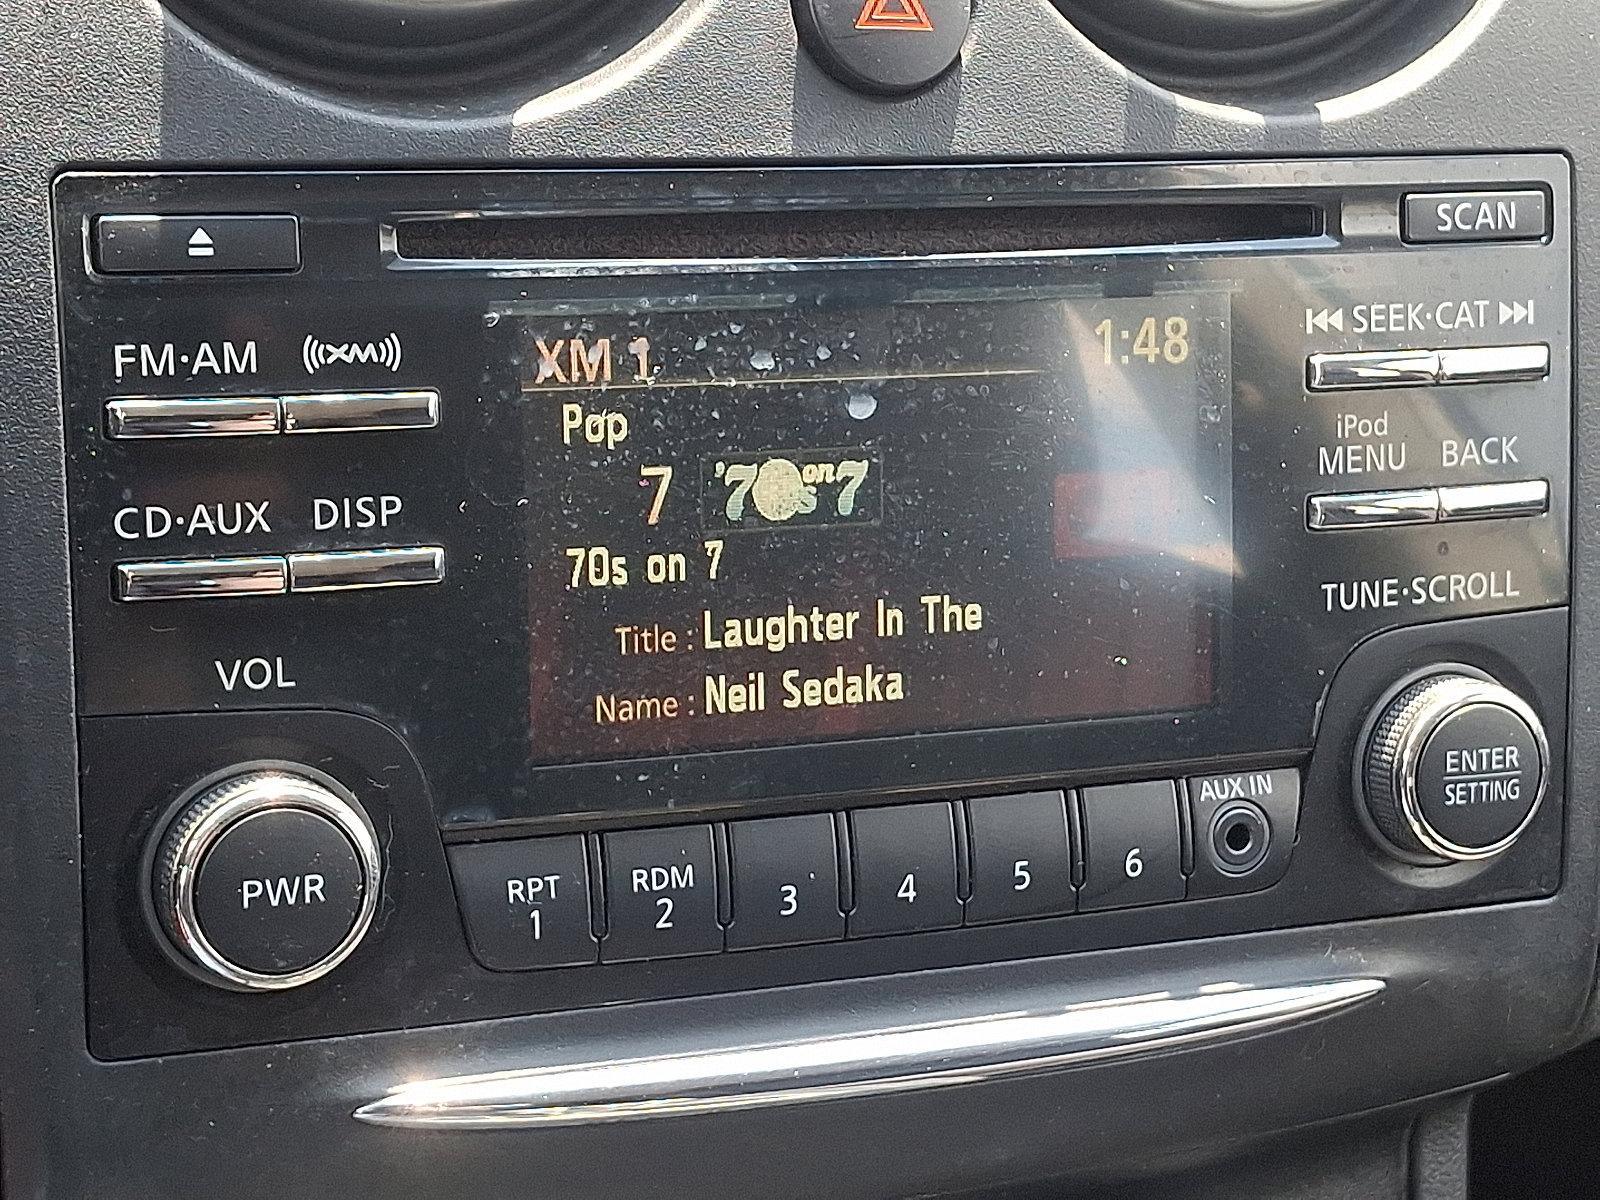 SCAN
FM·AM
XM
SEEK·CAT
XM 1
1:48
Pop
iPod
MENU
BACK
7
'70s on 7
CD·AUX
DISP
70s on 7
TUNE·SCROLL
Title : Laughter In The
VOL
Name : Neil Sedaka
ENTER
SETTING
AUX IN
PWR
RPT
1
RDM
2
3
4
5
6